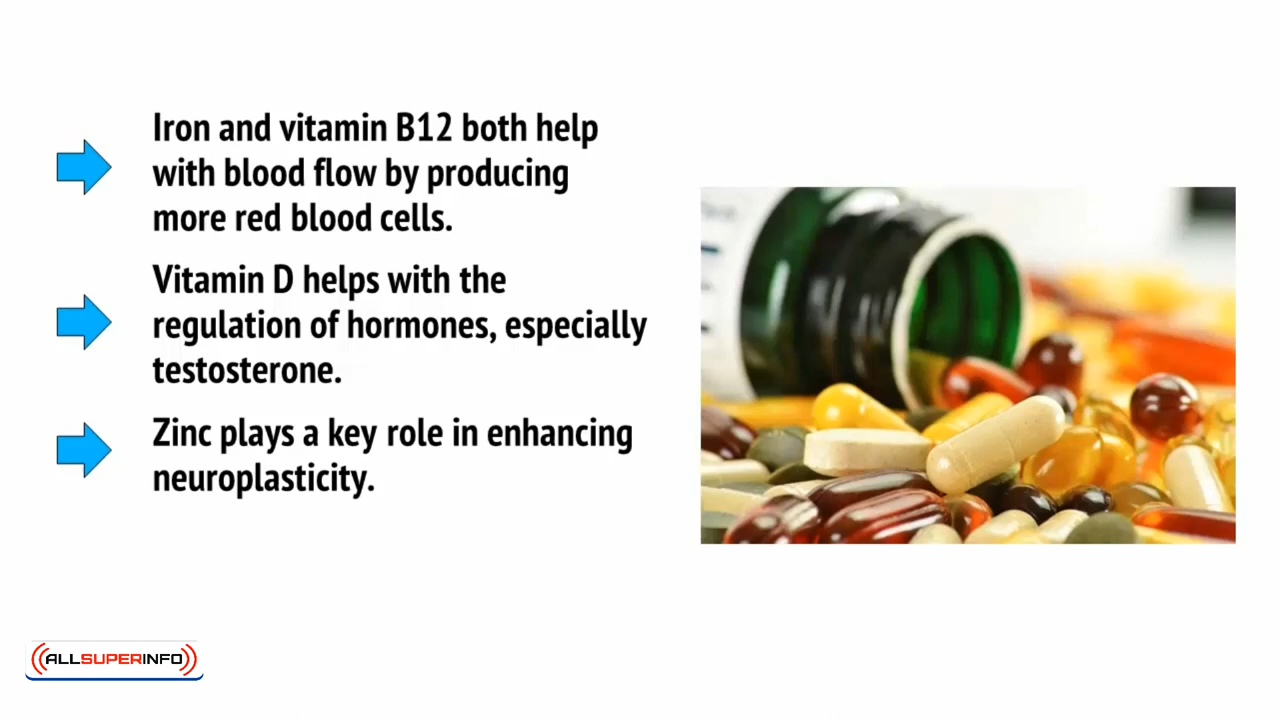 Iron and vitamin B12 both help
with blood flow by producing
more red blood cells.
Vitamin D helps with the
regulation of hormones, especially
testosterone.
Zinc plays a key role in enhancing
neuroplasticity.
ALLSUPERINFO